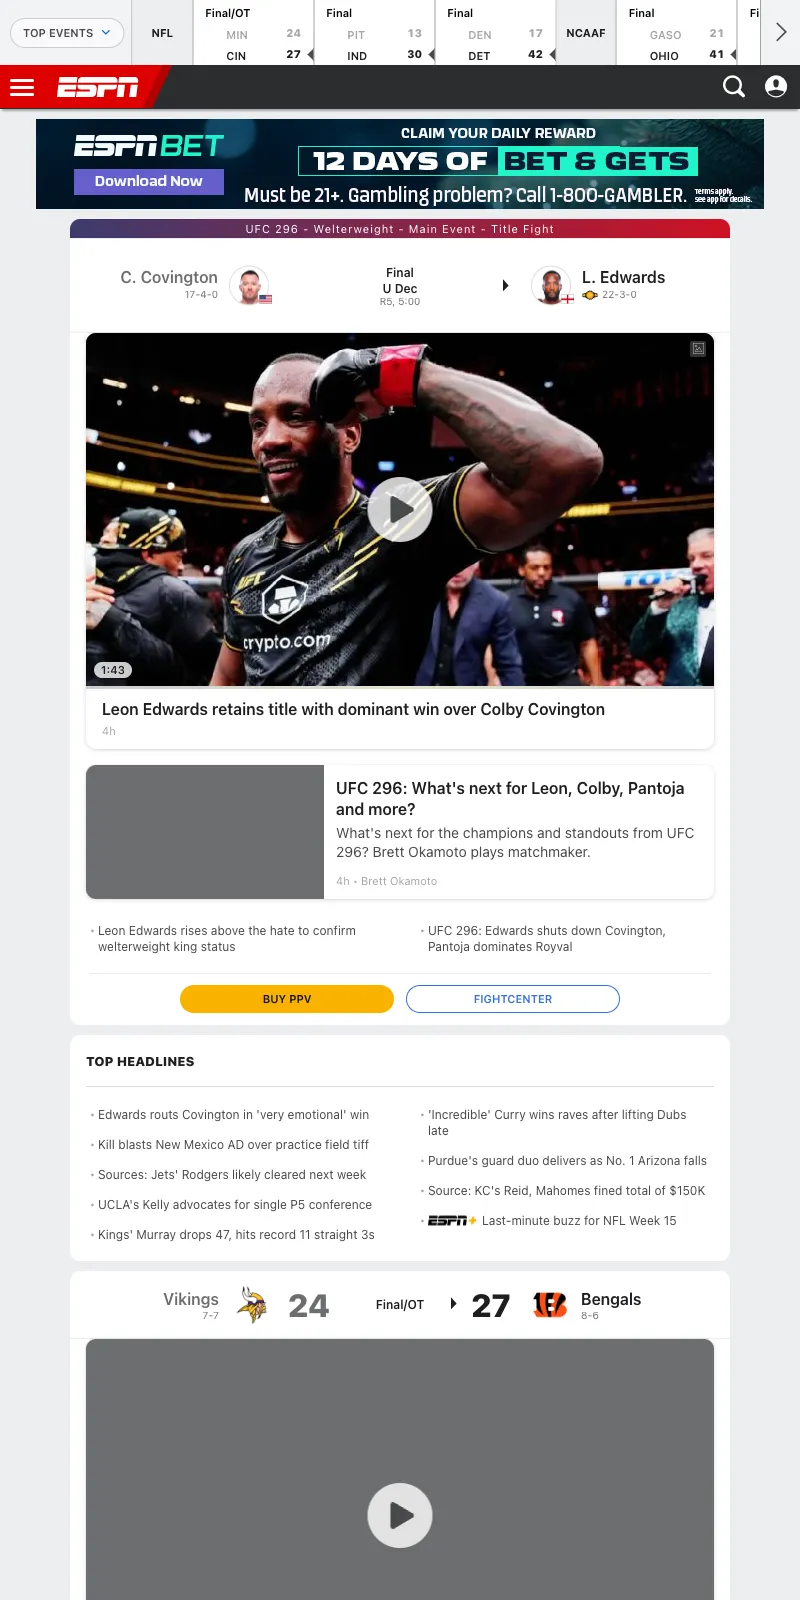 TOP EVENTS
NFL
Final/OT
MIN 24
CIN 27
Final
PIT 13
IND 30
Final
DEN 17
DET 42
NCAAF
Final
GASO 21
OHIO 41
Fi
ESPN
ESPN BET
Download Now
CLAIM YOUR DAILY REWARD
12 DAYS OF BET & GETS
Must be 21+. Gambling problem? Call 1-800-GAMBLER.
Terms apply.
see app for details.
UFC 296 - Welterweight - Main Event - Title Fight
C. Covington
17-4-0
Final
U Dec
R5, 5:00
L. Edwards
22-3-0
UFC
crypto.com
1:43
Leon Edwards retains title with dominant win over Colby Covington
4h
UFC 296: What's next for Leon, Colby, Pantoja
and more?
What's next for the champions and standouts from UFC
296? Brett Okamoto plays matchmaker.
4h • Brett Okamoto
Leon Edwards rises above the hate to confirm
welterweight king status
UFC 296: Edwards shuts down Covington,
Pantoja dominates Royval
BUY PPV
FIGHTCENTER
TOP HEADLINES
Edwards routs Covington in 'very emotional' win
Kill blasts New Mexico AD over practice field tiff
Sources: Jets' Rodgers likely cleared next week
UCLA's Kelly advocates for single P5 conference
Kings' Murray drops 47, hits record 11 straight 3s
'Incredible' Curry wins raves after lifting Dubs
late
Purdue's guard duo delivers as No. 1 Arizona falls
Source: KC's Reid, Mahomes fined total of $150K
ESPN+ Last-minute buzz for NFL Week 15
Vikings
7-7
24
Final/OT
27
Bengals
8-6